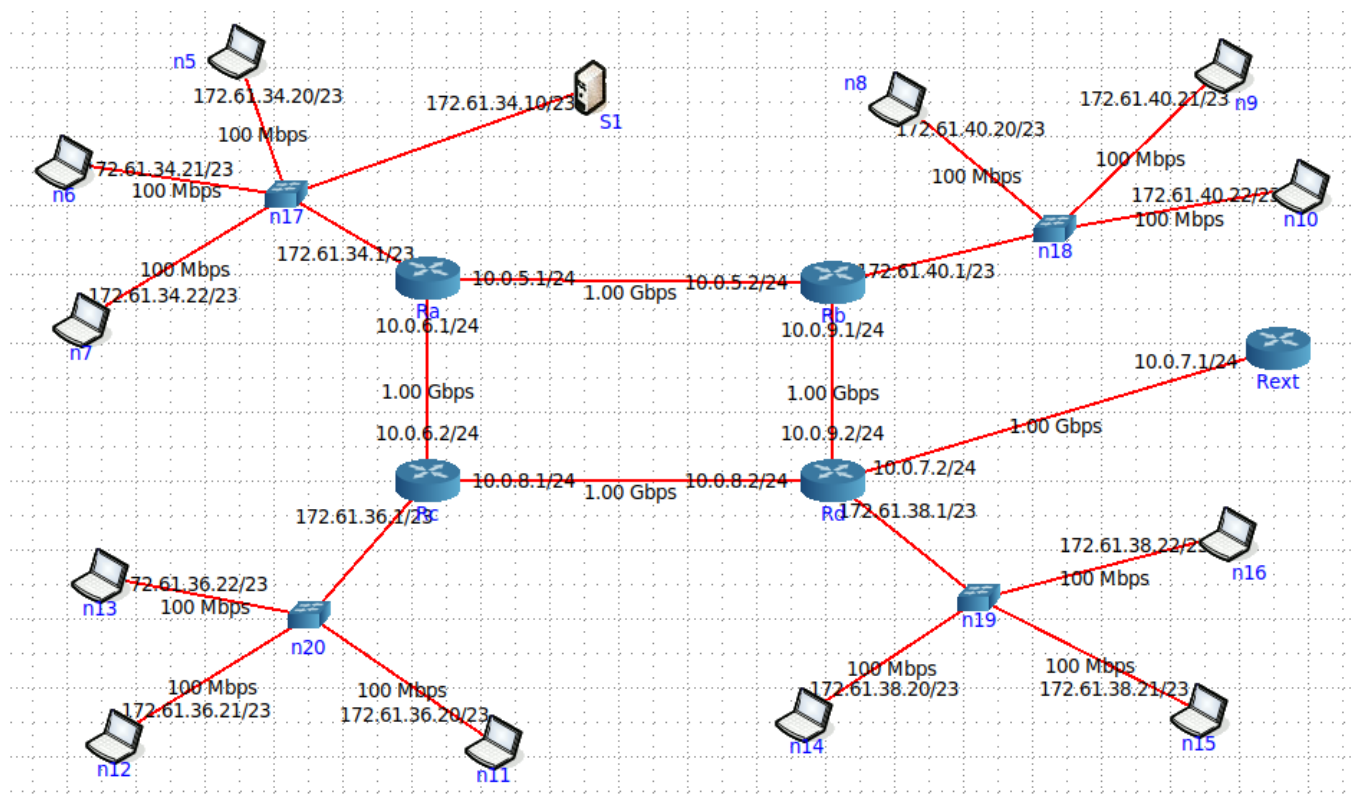 n5
172.61.34.20/23
100 Mbps
172.61.34.10/23
S1
72.61.34.21/23
100 Mbps
n6
n17
172.61.34.1/23
100 Mbps
172.61.34.22/23
n7
n8
172.61.40.20/23
100 Mbps
172.61.40.21/23
n9
100 Mbps
172.61.40.22/23
100 Mbps
n10
n18
172.61.40.1/23
10.0.5.1/24
1.00 Gbps
10.0.5.2/24
Ra
Rb
10.0.6.1/24
1.00 Gbps
10.0.6.2/24
10.0.9.1/24
1.00 Gbps
10.0.9.2/24
10.0.7.1/24
Rext
1.00 Gbps
10.0.7.2/24
10.0.8.1/24
1.00 Gbps
10.0.8.2/24
Rc
Rd
172.61.36.1/23
172.61.38.1/23
72.61.36.22/23
100 Mbps
n13
n20
100 Mbps
172.61.36.21/23
n12
100 Mbps
172.61.36.20/23
n11
172.61.38.22/23
100 Mbps
n16
n19
100 Mbps
172.61.38.20/23
n14
100 Mbps
172.61.38.21/23
n15